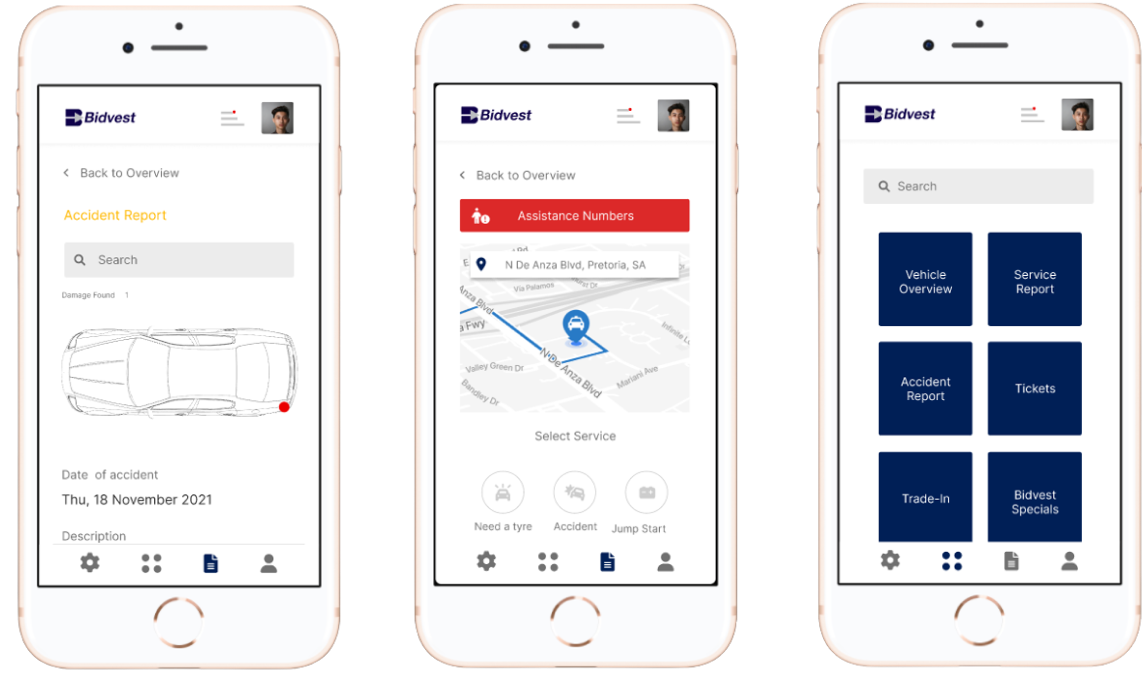 Bidvest
Back to Overview
Accident Report
Search
Damage Found 1
Date of accident
Thu, 18 November 2021
Description
Bidvest
Back to Overview
Assistance Numbers
N De Anza Blvd, Pretoria, SA
Via Palamos
Anza Blvd
a Fwy
N De Anza Blvd
Infinite L
Valley Green Dr
Mariani Ave
Bandley Dr
Select Service
Need a tyre
Accident
Jump Start
Bidvest
Search
Vehicle
Overview
Service
Report
Accident
Report
Tickets
Trade-In
Bidvest
Specials